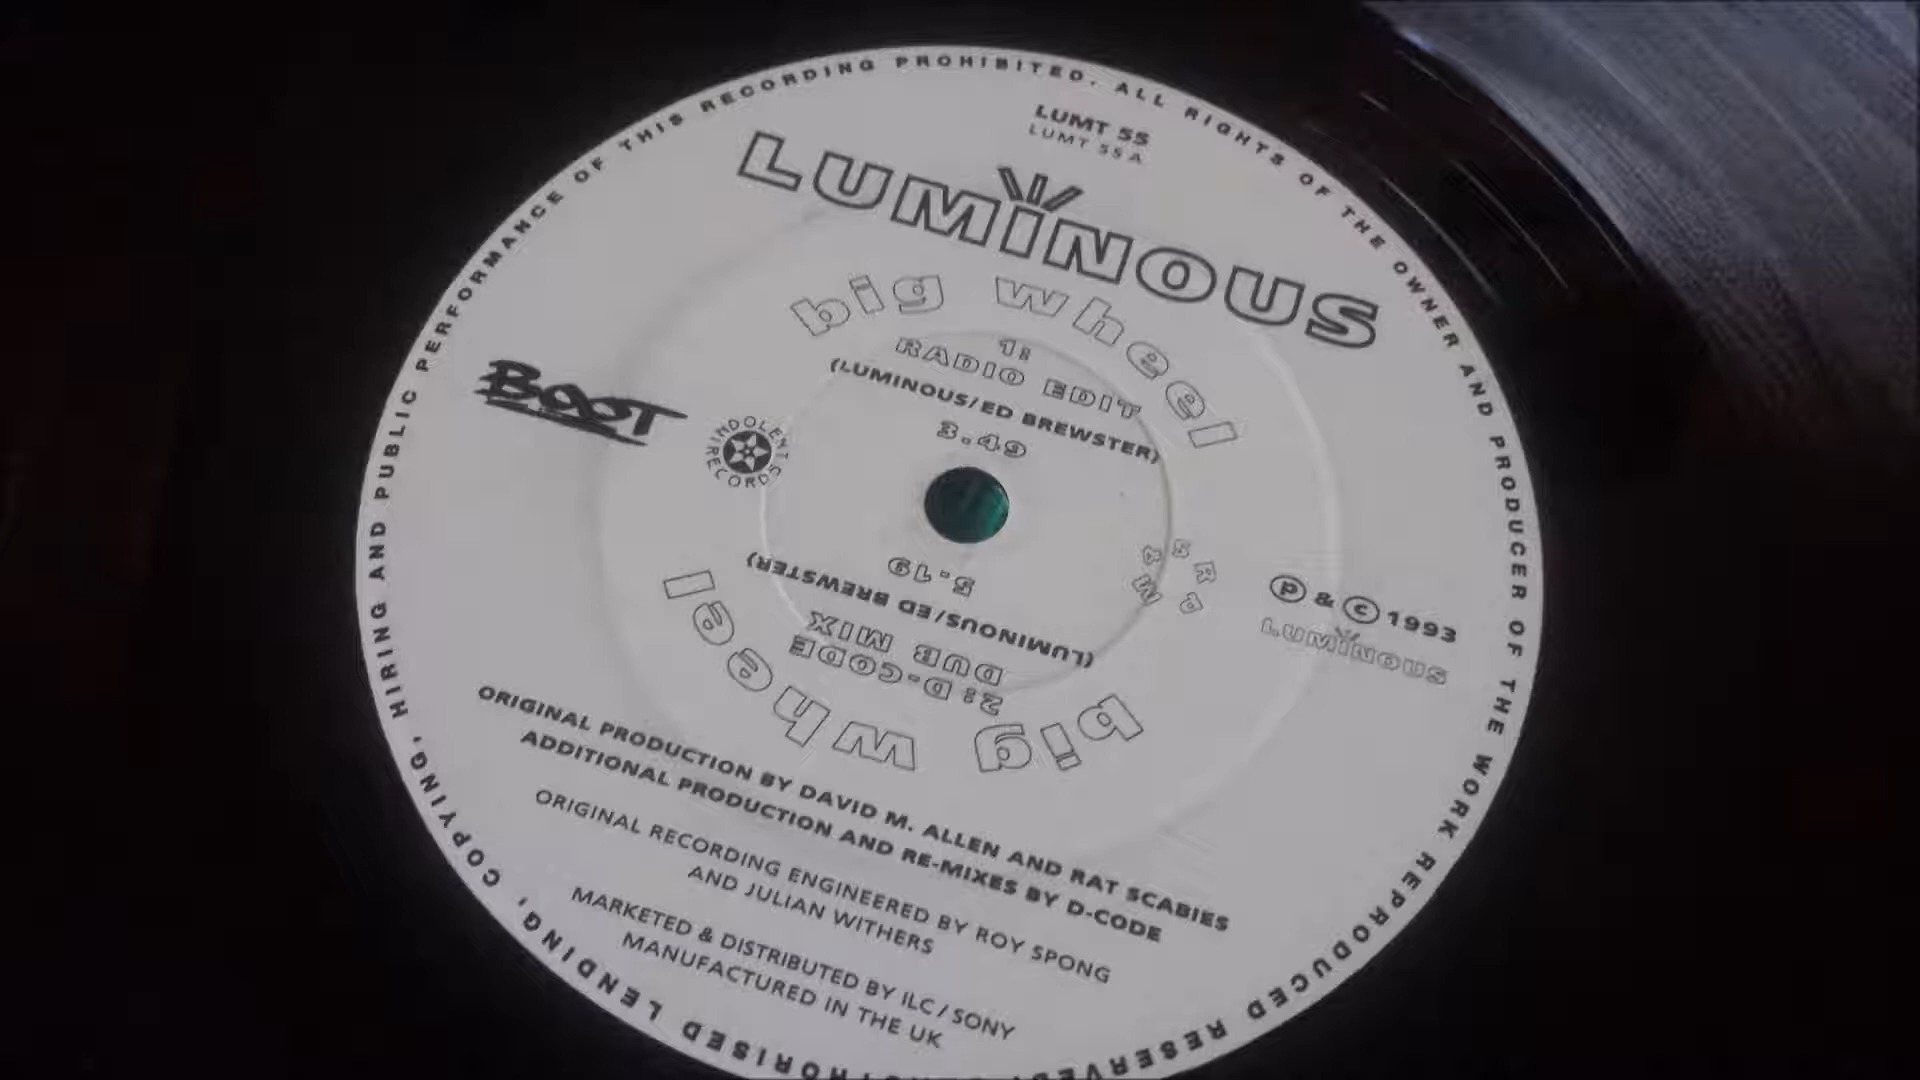 OF THIS RECORDING PROHIBITED. ALL RIGHTS OF THE OWNER AND PRODUCER OF THE WORK REPRODUCED RESERVED.
LENDING, COPYING, HIRING AND PUBLIC PERFORMANCE
LUMT 55
LUMT 55 A
LUMINOUS
big wheel
1:
RADIO EDIT
(LUMINOUS/ED BREWSTER)
3.49
BOOT
INDOLENT RECORDS
SRP
W &
P & C 1993
LUMINOUS
big wheel
2: D-CODE
DUB MIX
(LUMINOUS/ED BREWSTER)
5.19
ORIGINAL PRODUCTION BY DAVID M. ALLEN AND RAT SCABIES
ADDITIONAL PRODUCTION AND RE-MIXES BY D-CODE
ORIGINAL RECORDING ENGINEERED BY ROY SPONG
AND JULIAN WITHERS
MARKETED & DISTRIBUTED BY ILC / SONY
MANUFACTURED IN THE UK